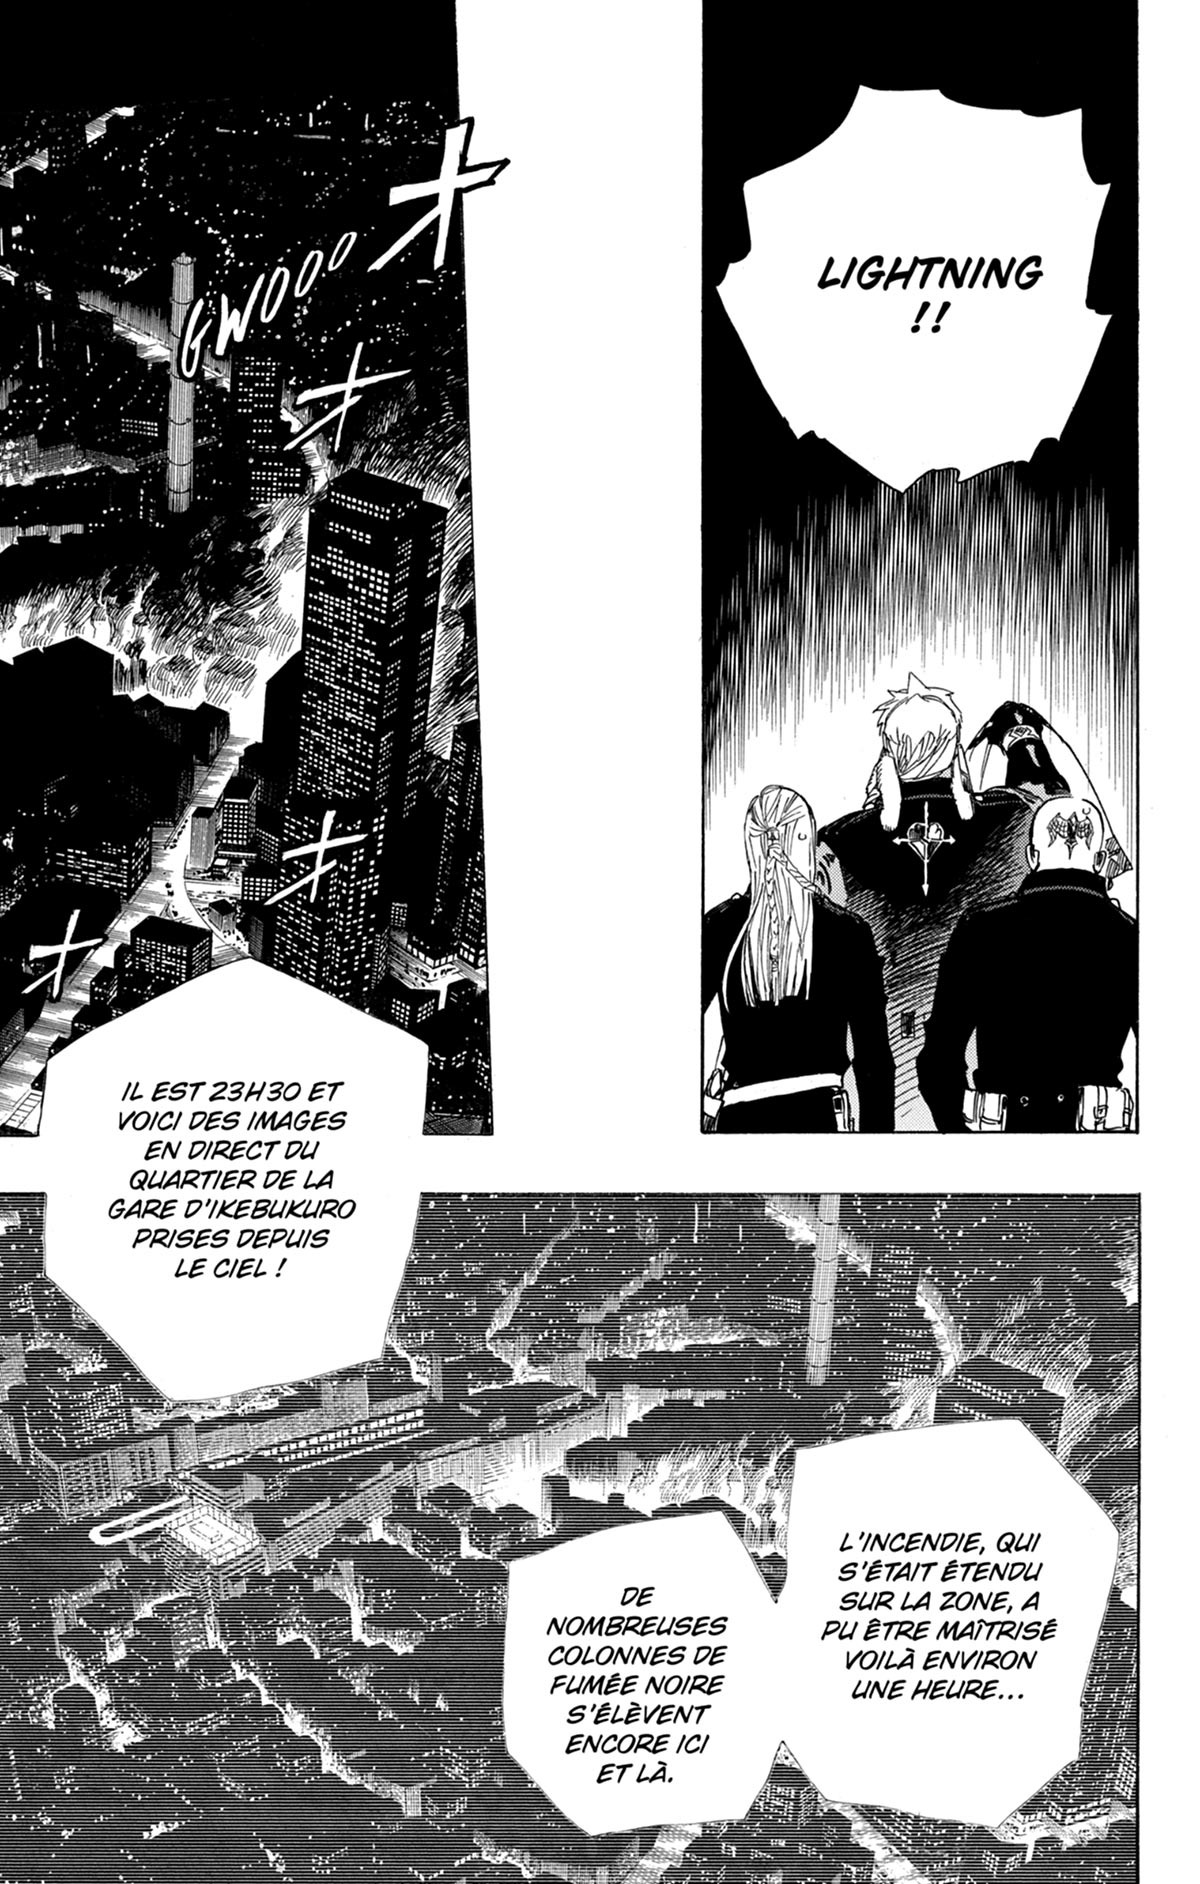 LIGHTNING
!!
GWOOO
オ
オ
オ
オ
IL EST 23H30 ET
VOICI DES IMAGES
EN DIRECT DU
QUARTIER DE LA
GARE D'IKEBUKURO
PRISES DEPUIS
LE CIEL !
L'INCENDIE, QUI
S'ÉTAIT ÉTENDU
SUR LA ZONE, A
PU ÊTRE MAÎTRISÉ
VOILÀ ENVIRON
UNE HEURE...
DE
NOMBREUSES
COLONNES DE
FUMÉE NOIRE
S'ÉLÈVENT
ENCORE ICI
ET LÀ.